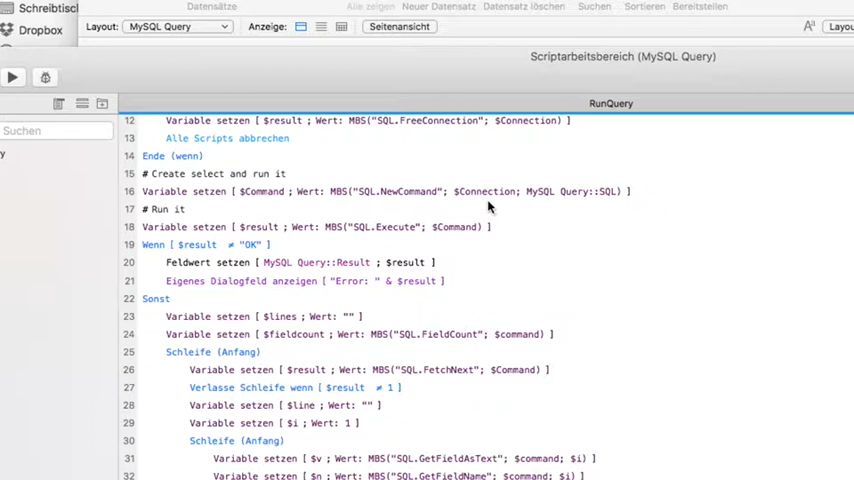 Schreibtiscl
Datensätze
Alle zeigen Neuer Datensatz Datensatz löschen Suchen Sortieren Bereitstellen
Dropbox
Layout: MySQL Query Anzeige: Seitenansicht Layou
Scriptarbeitsbereich (MySQL Query)
RunQuery
Suchen
y
12 Variable setzen [ $result ; Wert: MBS("SQL.FreeConnection"; $Connection) ]
13 Alle Scripts abbrechen
14 Ende (wenn)
15 # Create select and run it
16 Variable setzen [ $Command ; Wert: MBS("SQL.NewCommand"; $Connection; MySQL Query::SQL) ]
17 # Run it
18 Variable setzen [ $result ; Wert: MBS("SQL.Execute"; $Command) ]
19 Wenn [ $result ≠ "OK" ]
20 Feldwert setzen [ MySQL Query::Result ; $result ]
21 Eigenes Dialogfeld anzeigen [ "Error: " & $result ]
22 Sonst
23 Variable setzen [ $lines ; Wert: "" ]
24 Variable setzen [ $fieldcount ; Wert: MBS("SQL.FieldCount"; $command) ]
25 Schleife (Anfang)
26 Variable setzen [ $result ; Wert: MBS("SQL.FetchNext"; $Command) ]
27 Verlasse Schleife wenn [ $result ≠ 1 ]
28 Variable setzen [ $line ; Wert: "" ]
29 Variable setzen [ $i ; Wert: 1 ]
30 Schleife (Anfang)
31 Variable setzen [ $v ; Wert: MBS("SQL.GetFieldAsText"; $command; $i) ]
32 Variable setzen [ $n ; Wert: MBS("SQL.GetFieldName"; $command; $i) ]